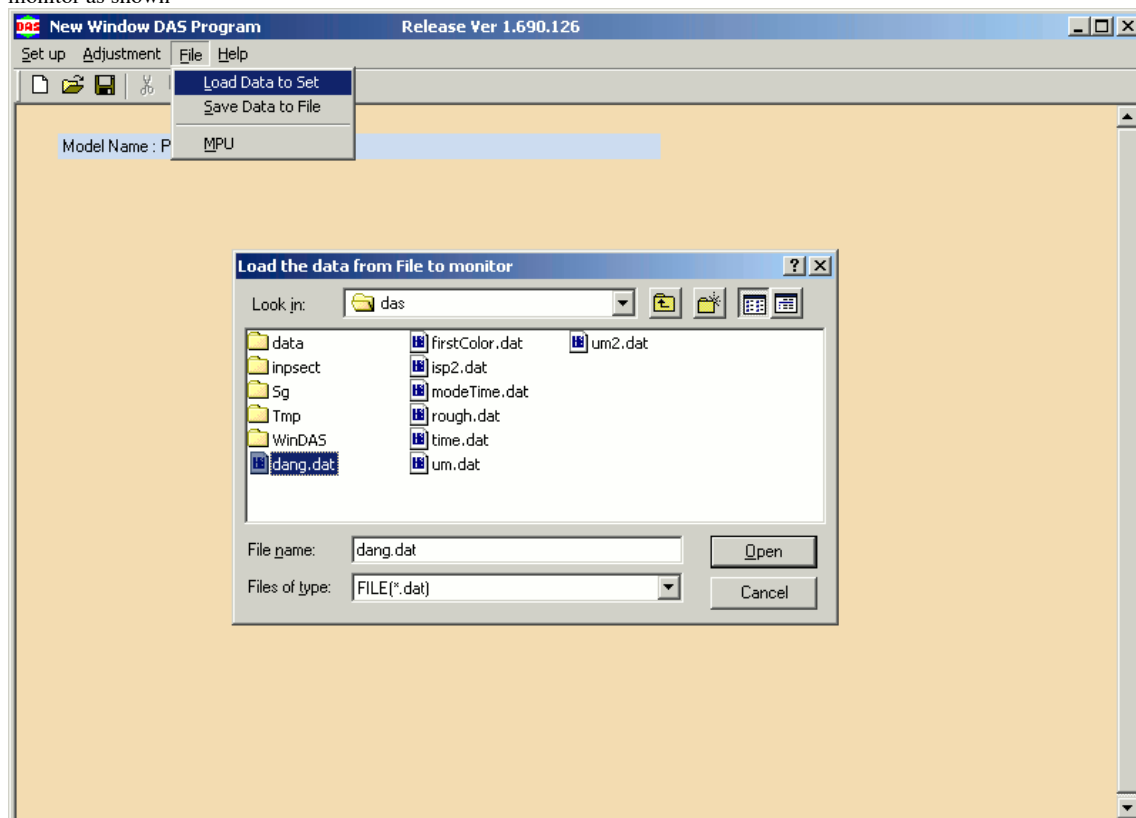 monitor as shown
DAS New Window DAS Program Release Ver 1.690.126
Set up Adjustment File Help
Load Data to Set
Save Data to File
MPU
Model Name : P
Load the data from File to monitor
Look in: das
data firstColor.dat um2.dat
inpsect isp2.dat
Sg modeTime.dat
Tmp rough.dat
WinDAS time.dat
dang.dat um.dat
File name: dang.dat Open
Files of type: FILE(*.dat) Cancel